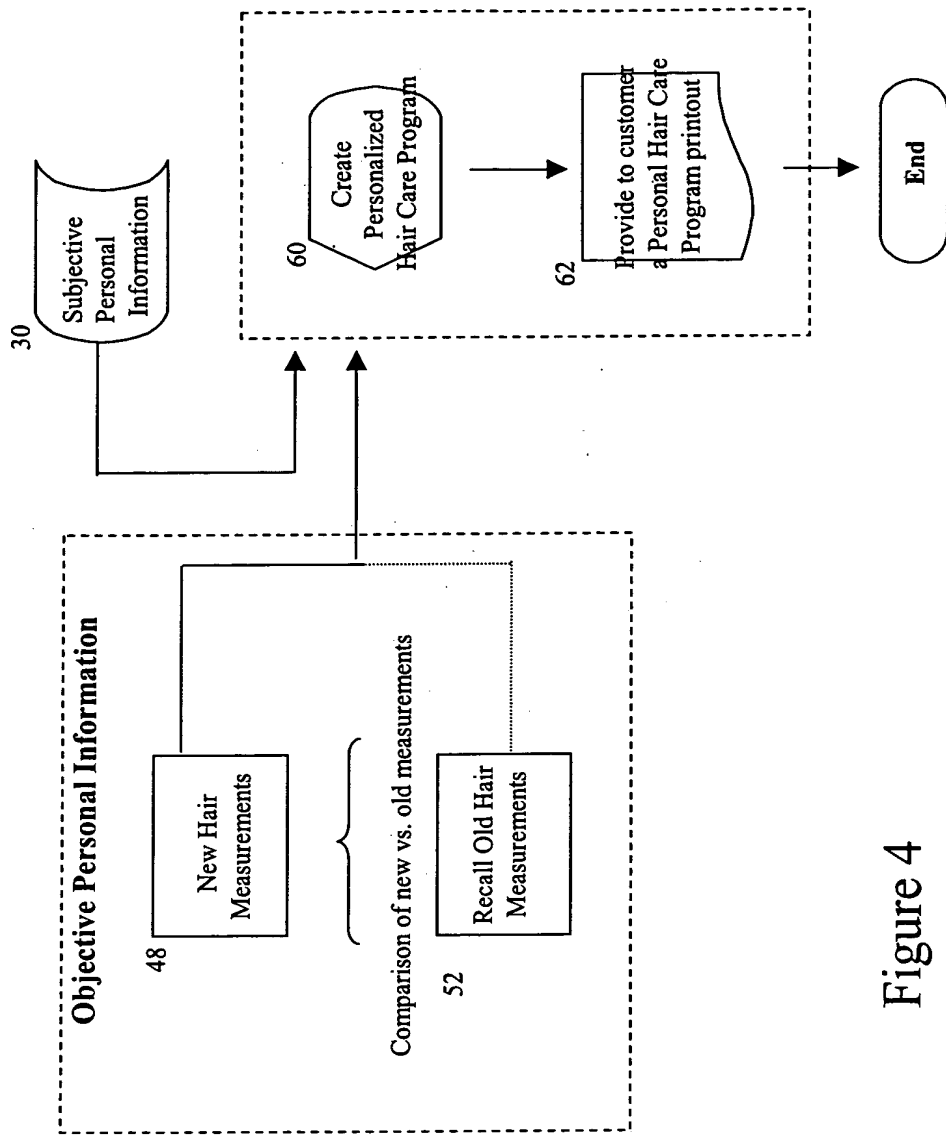 Objective Personal Information
48
New Hair
Measurements
Comparison of new vs. old measurements
52
Recall Old Hair
Measurements
30
Subjective
Personal
Information
60
Create
Personalized
Hair Care Program
62
Provide to customer
a Personal Hair Care
Program printout
End
Figure 4